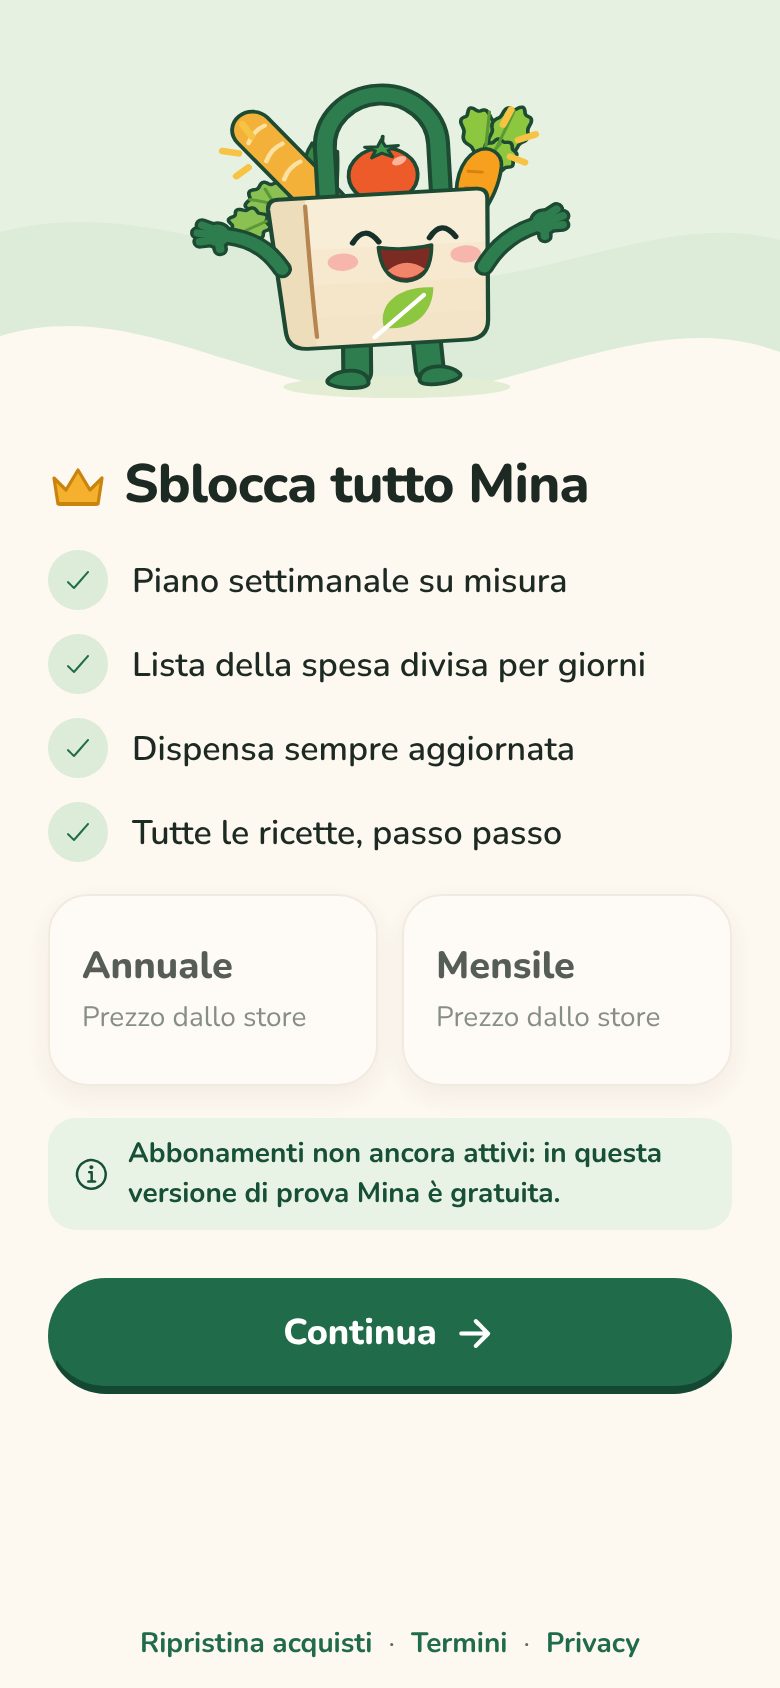 Sblocca tutto Mina
Piano settimanale su misura
Lista della spesa divisa per giorni
Dispensa sempre aggiornata
Tutte le ricette, passo passo
Annuale
Prezzo dallo store
Mensile
Prezzo dallo store
Abbonamenti non ancora attivi: in questa
versione di prova Mina è gratuita.
Continua →
Ripristina acquisti · Termini · Privacy